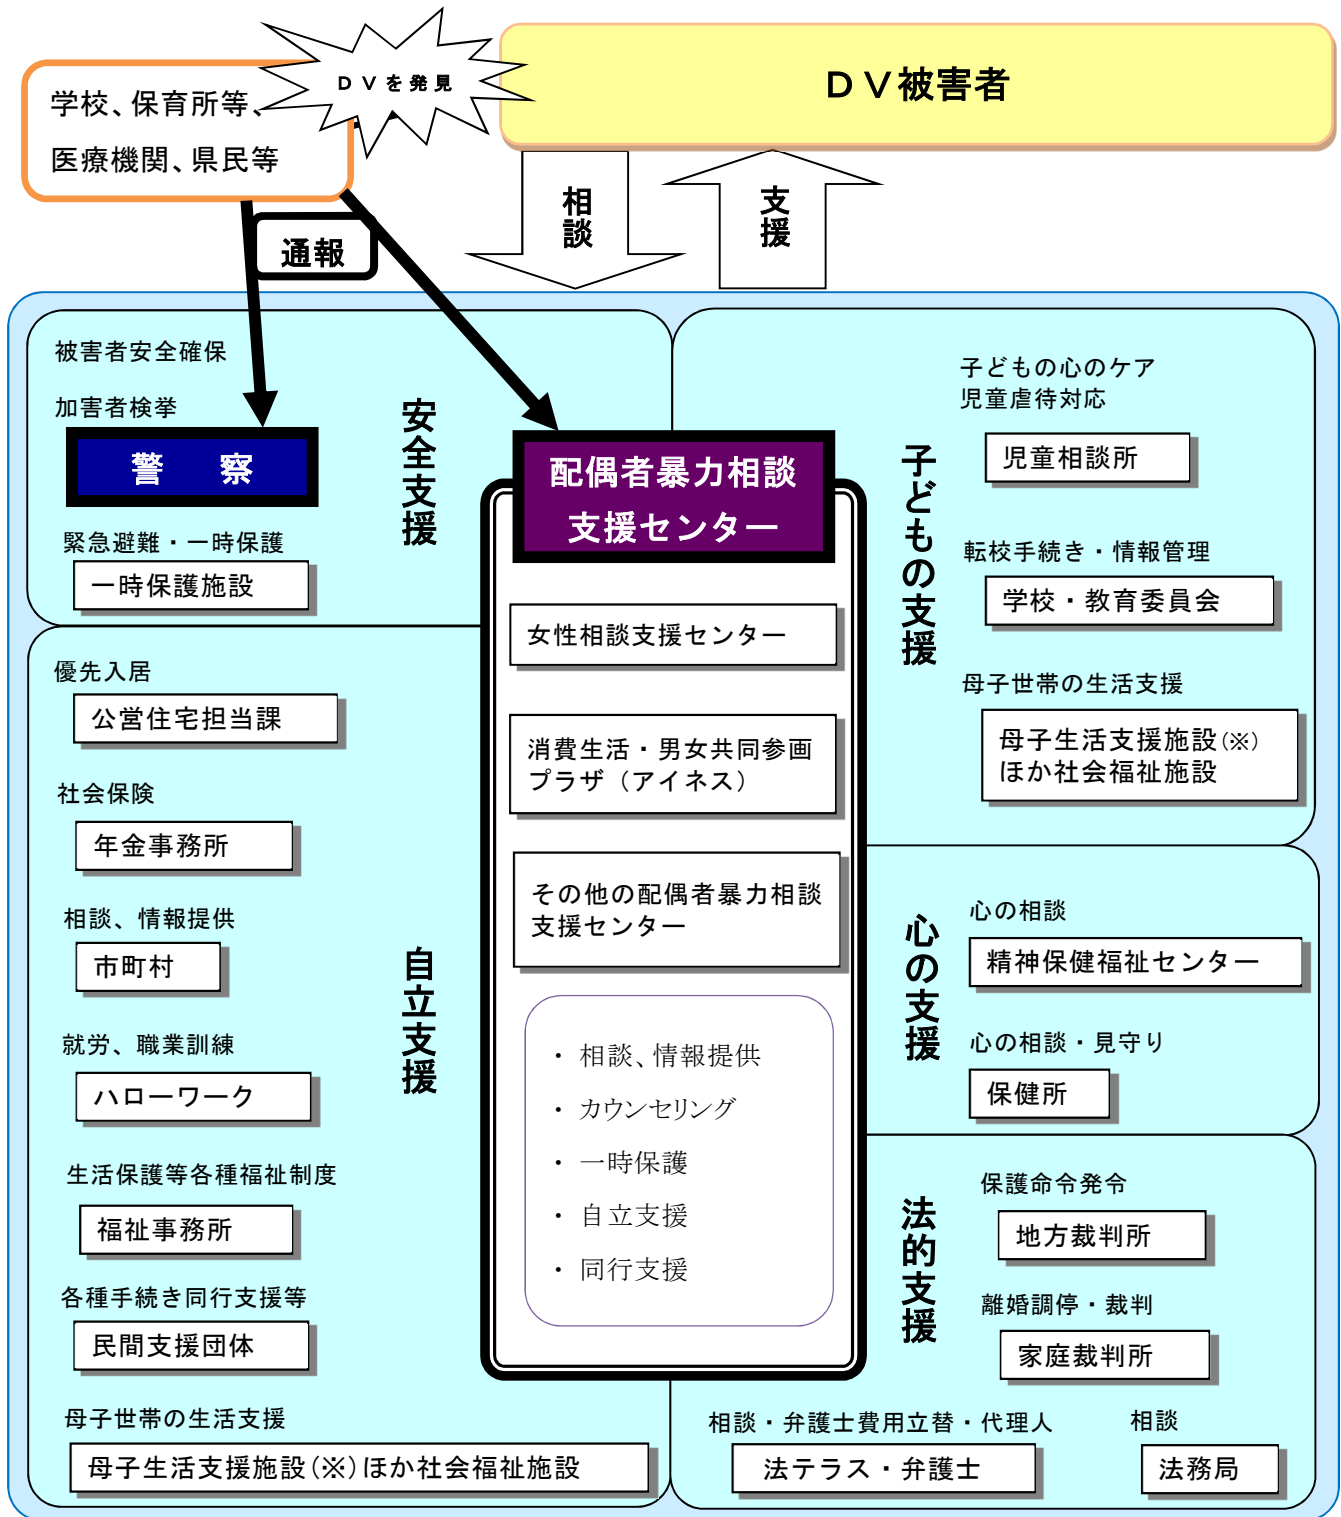 DVを発見
DV被害者
学校、保育所等、
医療機関、県民等
相談
支援
通報
被害者安全確保
加害者検挙
警　察
緊急避難・一時保護
一時保護施設
安全支援
配偶者暴力相談
支援センター
女性相談支援センター
消費生活・男女共同参画
プラザ（アイネス）
その他の配偶者暴力相談
支援センター
・ 相談、情報提供
・ カウンセリング
・ 一時保護
・ 自立支援
・ 同行支援
子どもの心のケア
児童虐待対応
児童相談所
転校手続き・情報管理
学校・教育委員会
母子世帯の生活支援
母子生活支援施設(※)
ほか社会福祉施設
子どもの支援
優先入居
公営住宅担当課
社会保険
年金事務所
相談、情報提供
市町村
就労、職業訓練
ハローワーク
生活保護等各種福祉制度
福祉事務所
各種手続き同行支援等
民間支援団体
母子世帯の生活支援
母子生活支援施設(※)ほか社会福祉施設
自立支援
心の支援
心の相談
精神保健福祉センター
心の相談・見守り
保健所
法的支援
保護命令発令
地方裁判所
離婚調停・裁判
家庭裁判所
相談・弁護士費用立替・代理人
法テラス・弁護士
相談
法務局